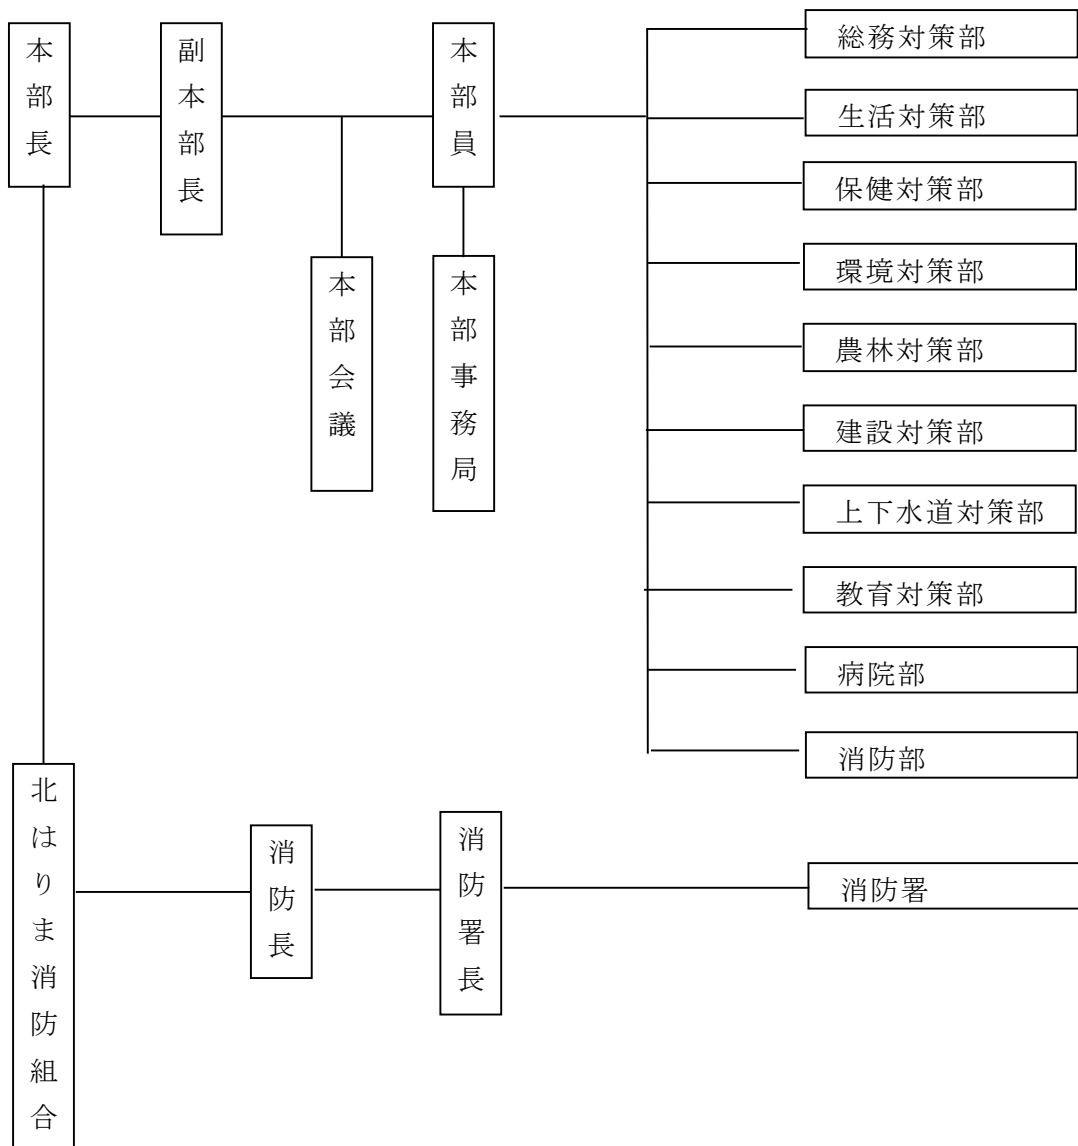 本部長
副本部長
本部員
本部会議
本部事務局
総務対策部
生活対策部
保健対策部
環境対策部
農林対策部
建設対策部
上下水道対策部
教育対策部
病院部
消防部
北はりま消防組合
消防長
消防署長
消防署